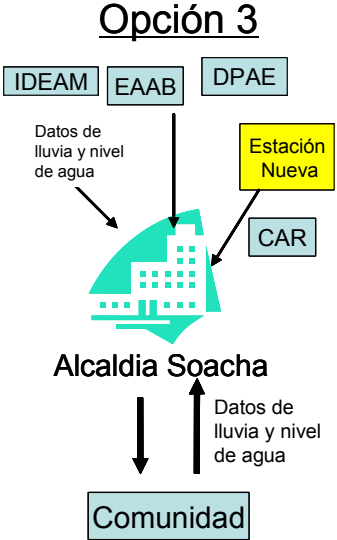 Opción 3
IDEAM
EAAB
DPAE
Datos de
lluvia y nivel
de agua
Estación
Nueva
CAR
Alcaldia Soacha
Datos de
lluvia y nivel
de agua
Comunidad